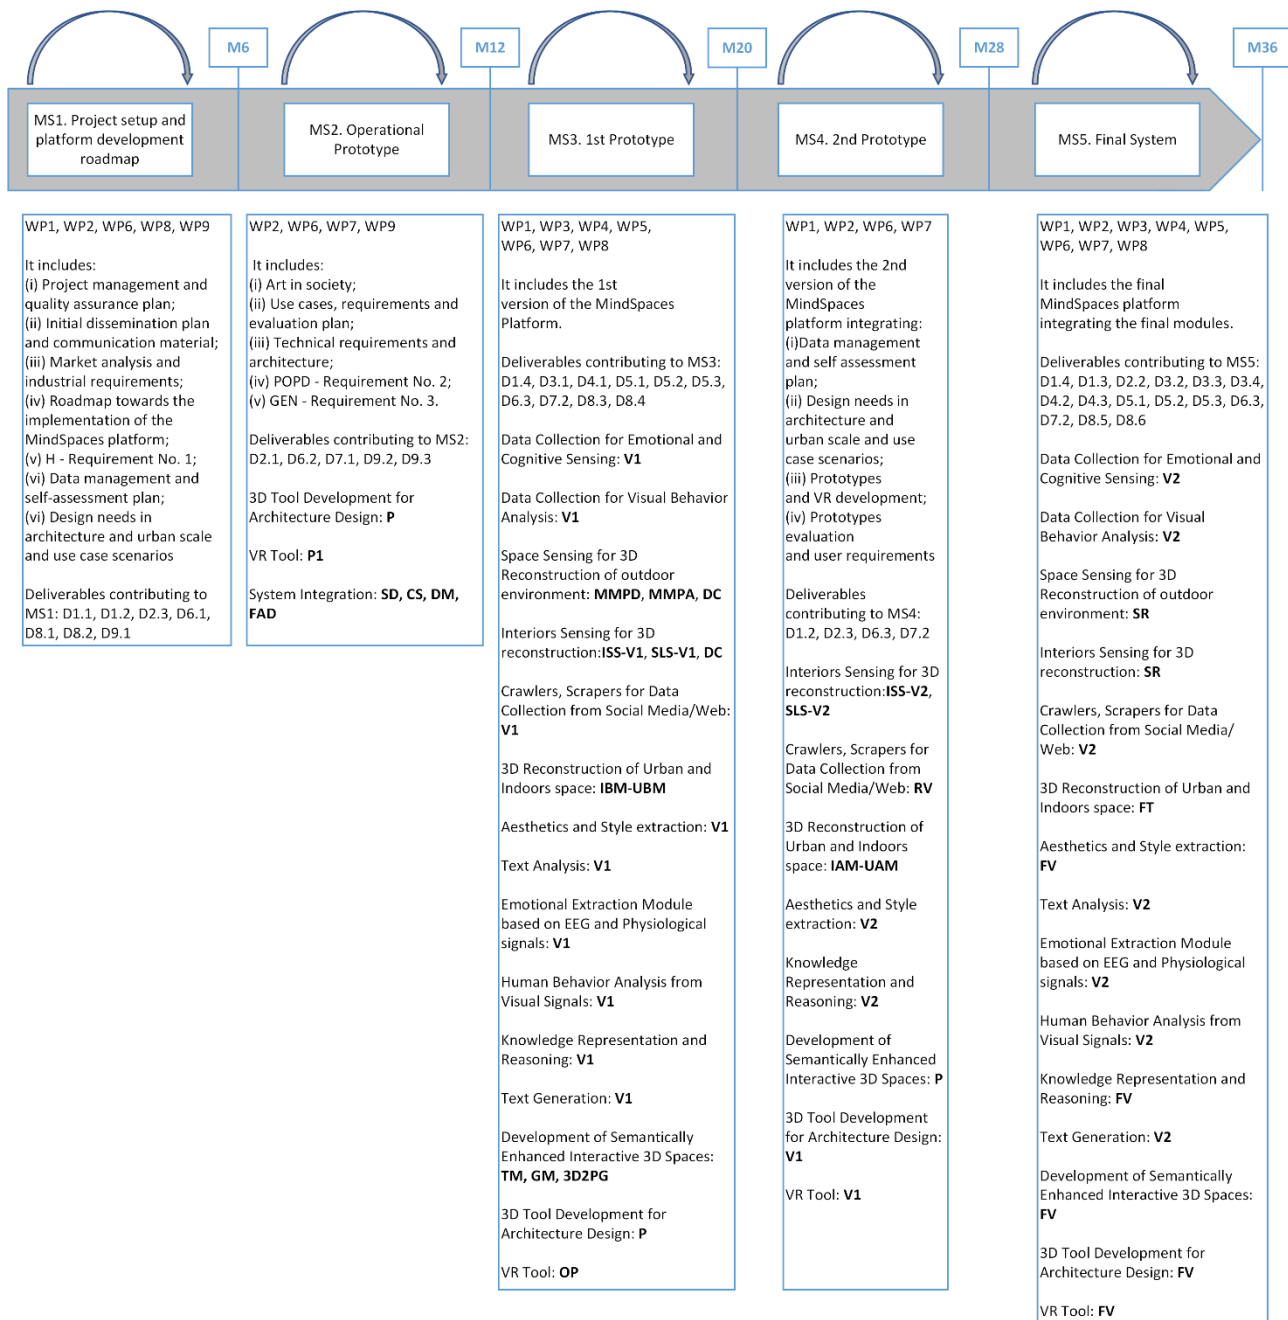 M6
M12
M20
M28
M36
MS1. Project setup and
platform development
roadmap
MS2. Operational
Prototype
MS3. 1st Prototype
MS4. 2nd Prototype
MS5. Final System
WP1, WP2, WP6, WP8, WP9
It includes:
(i) Project management and
quality assurance plan;
(ii) Initial dissemination plan
and communication material;
(iii) Market analysis and
industrial requirements;
(iv) Roadmap towards the
implementation of the
MindSpaces platform;
(v) H - Requirement No. 1;
(vi) Data management and
self-assessment plan;
(vii) Design needs in
architecture and urban scale
and use case scenarios
Deliverables contributing to
MS1: D1.1, D1.2, D2.3, D6.1,
D8.1, D8.2, D9.1
WP2, WP6, WP7, WP9
It includes:
(i) Art in society;
(ii) Use cases, requirements and
evaluation plan;
(iii) Technical requirements and
architecture;
(iv) POPD - Requirement No. 2;
(v) GEN - Requirement No. 3.
Deliverables contributing to MS2:
D2.1, D6.2, D7.1, D9.2, D9.3
3D Tool Development for
Architecture Design: P
VR Tool: P1
System Integration: SD, CS, DM,
FAD
WP1, WP3, WP4, WP5,
WP6, WP7, WP8
It includes the 1st
version of the MindSpaces
Platform.
Deliverables contributing to MS3:
D1.4, D3.1, D4.1, D5.1, D5.2, D5.3,
D6.3, D7.2, D8.3, D8.4
Data Collection for Emotional and
Cognitive Sensing: V1
Data Collection for Visual Behavior
Analysis: V1
Space Sensing for 3D
Reconstruction of outdoor
environment: MMPD, MMPA, DC
Interiors Sensing for 3D
reconstruction:ISS-V1, SLS-V1, DC
Crawlers, Scrapers for Data
Collection from Social Media/Web:
V1
3D Reconstruction of Urban and
Indoors space: IBM-UBM
Aesthetics and Style extraction: V1
Text Analysis: V1
Emotional Extraction Module
based on EEG and Physiological
signals: V1
Human Behavior Analysis from
Visual Signals: V1
Knowledge Representation and
Reasoning: V1
Text Generation: V1
Development of Semantically
Enhanced Interactive 3D Spaces:
TM, GM, 3D2PG
3D Tool Development for
Architecture Design: P
VR Tool: OP
WP1, WP2, WP6, WP7
It includes the 2nd
version of the
MindSpaces
platform integrating:
(i)Data management
and self assessment
plan;
(ii) Design needs in
architecture and
urban scale and use
case scenarios;
(iii) Prototypes
and VR development;
(iv) Prototypes
evaluation
and user requirements
Deliverables
contributing to MS4:
D1.2, D2.3, D6.3, D7.2
Interiors Sensing for 3D
reconstruction:ISS-V2,
SLS-V2
Crawlers, Scrapers for
Data Collection from
Social Media/Web: RV
3D Reconstruction of
Urban and Indoors
space: IAM-UAM
Aesthetics and Style
extraction: V2
Knowledge
Representation and
Reasoning: V2
Development of
Semantically Enhanced
Interactive 3D Spaces: P
3D Tool Development
for Architecture Design:
V1
VR Tool: V1
WP1, WP2, WP3, WP4, WP5,
WP6, WP7, WP8
It includes the final
MindSpaces platform
integrating the final modules.
Deliverables contributing to MS5:
D1.4, D1.3, D2.2, D3.2, D3.3, D3.4,
D4.2, D4.3, D5.1, D5.2, D5.3, D6.3,
D7.2, D8.5, D8.6
Data Collection for Emotional and
Cognitive Sensing: V2
Data Collection for Visual
Behavior Analysis: V2
Space Sensing for 3D
Reconstruction of outdoor
environment: SR
Interiors Sensing for 3D
reconstruction: SR
Crawlers, Scrapers for Data
Collection from Social Media/
Web: V2
3D Reconstruction of Urban and
Indoors space: FT
Aesthetics and Style extraction:
FV
Text Analysis: V2
Emotional Extraction Module
based on EEG and Physiological
signals: V2
Human Behavior Analysis from
Visual Signals: V2
Knowledge Representation and
Reasoning: FV
Text Generation: V2
Development of Semantically
Enhanced Interactive 3D Spaces:
FV
3D Tool Development for
Architecture Design: FV
VR Tool: FV